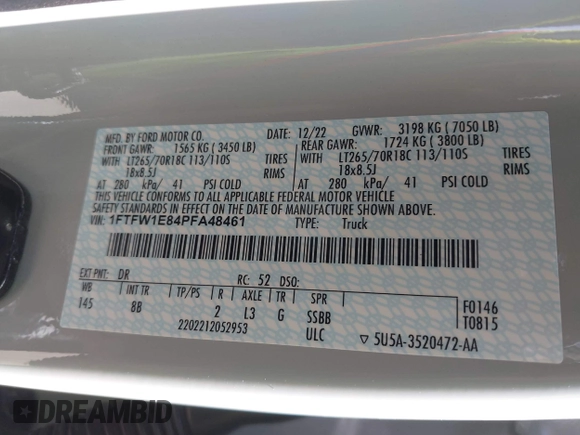 MFD. BY FORD MOTOR CO. 12/22 GVWR: 3198 KG ( 7050 LB)
FRONT GAWR: 1565 KG ( 3450 LB) REAR GAWR: 1724 KG ( 3800 LB)
WITH LT265/70R18C 113/110S TIRES WITH LT265/70R18C 113/110S TIRES
18x8.5J RIMS 18x8.5J RIMS
AT 280 kPa/ 41 PSI COLD AT 280 kPa/ 41 PSI COLD
THIS VEHICLE CONFORMS TO ALL APPLICABLE FEDERAL MOTOR VEHICLE
SAFETY STANDARDS IN EFFECT ON THE DATE OF MANUFACTURE SHOWN ABOVE.
VIN: 1FTFW1E84PFA48461 TYPE: Truck
EXT PNT: DR RC: 52 DSO:
WB INT TR TP/PS R AXLE TR SPR F0146
145 8B 2 L3 G SSBB T0815
2202212052953 ULC ▽ 5U5A-3520472-AA
DREAMBID